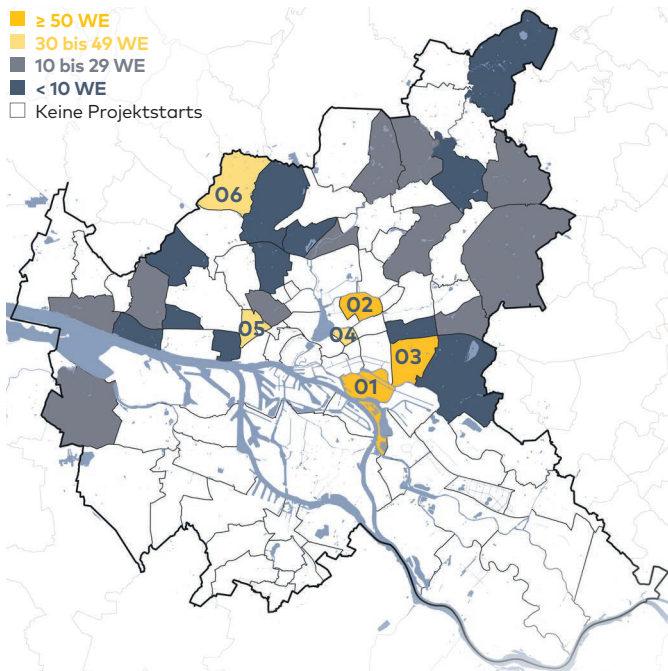 ≥ 50 WE
30 bis 49 WE
10 bis 29 WE
< 10 WE
Keine Projektstarts
06
02
05
04
03
01